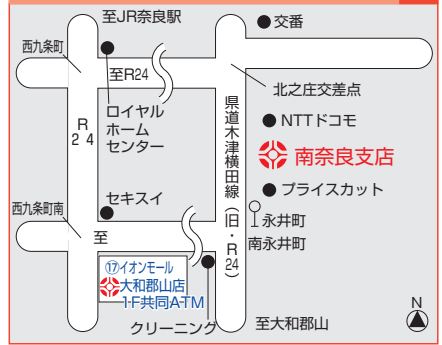 至JR奈良駅
交番
西九条町
至R24
北之庄交差点
ロイヤル
ホーム
センター
R
24
県道木津横田線(旧・R24)
NTTドコモ
南奈良支店
プライスカット
セキスイ
西九条町南
永井町
南永井町
至
⑰イオンモール
大和郡山店
1F共同ATM
クリーニング
至大和郡山
N